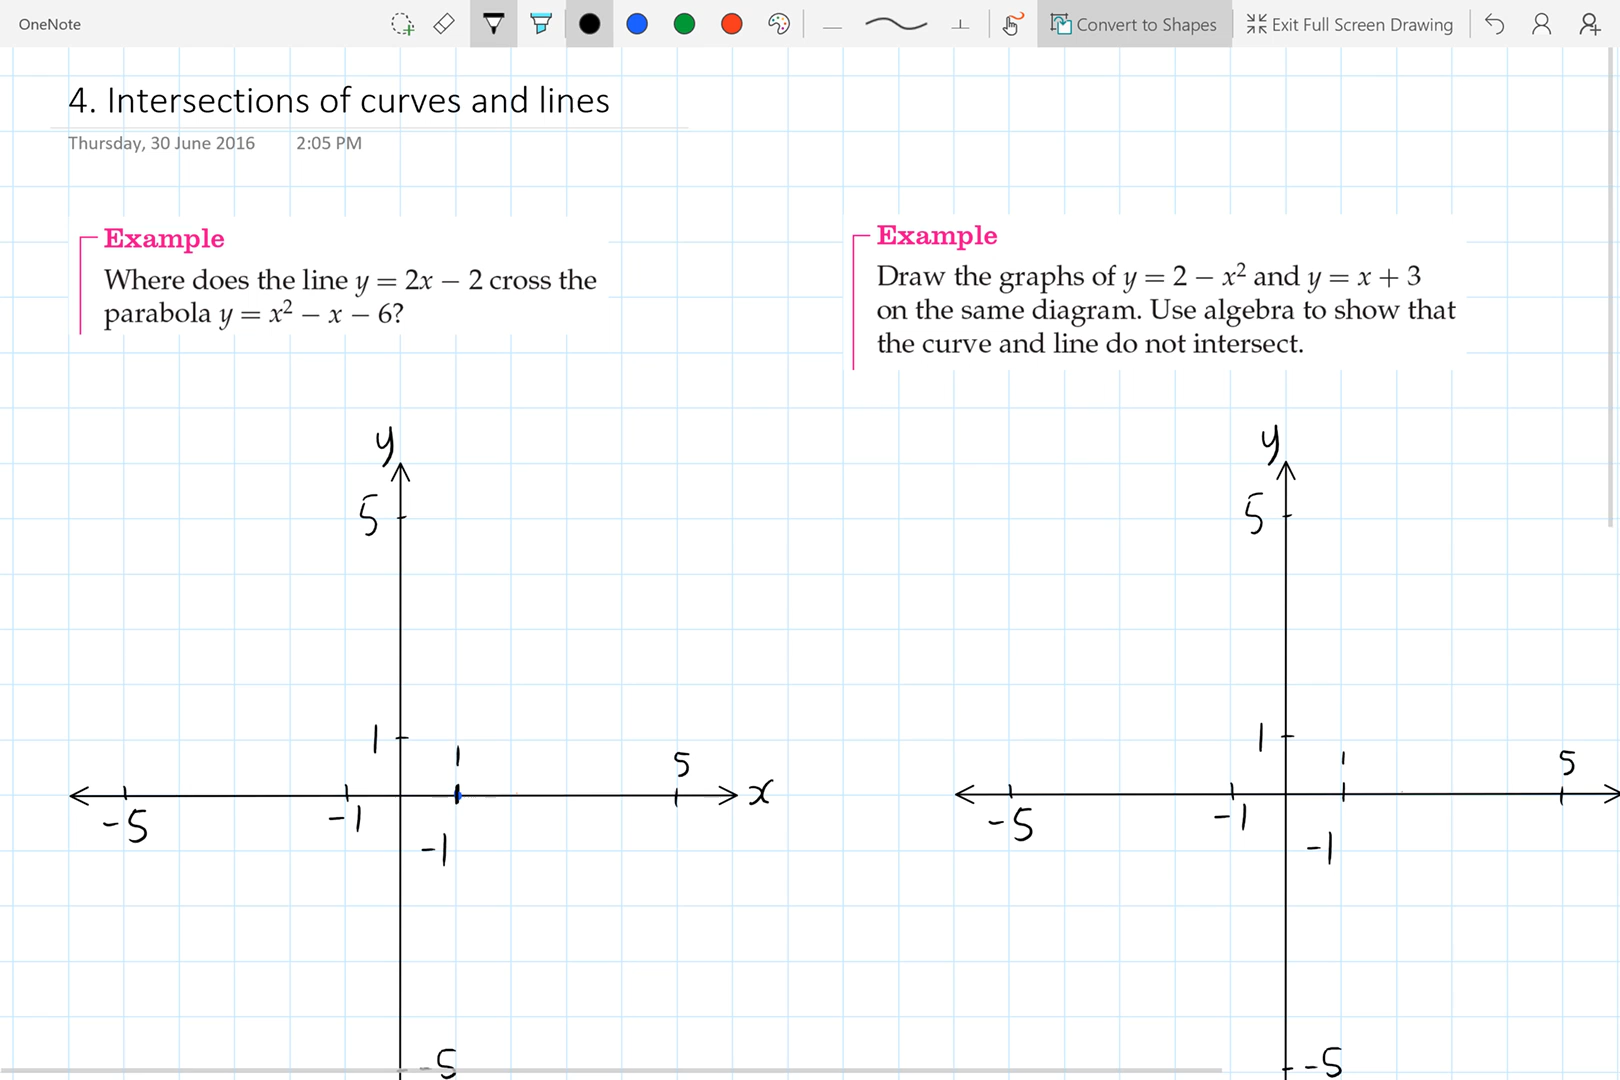 OneNote
Convert to Shapes
Exit Full Screen Drawing
4. Intersections of curves and lines
Thursday, 30 June 2016 2:05 PM
Example
Where does the line y = 2x − 2 cross the
parabola y = x² − x − 6?
Example
Draw the graphs of y = 2 − x² and y = x + 3
on the same diagram. Use algebra to show that
the curve and line do not intersect.
y
5
1
1
5
x
-5
-1
-1
-5
y
5
1
1
5
-5
-1
-1
-5